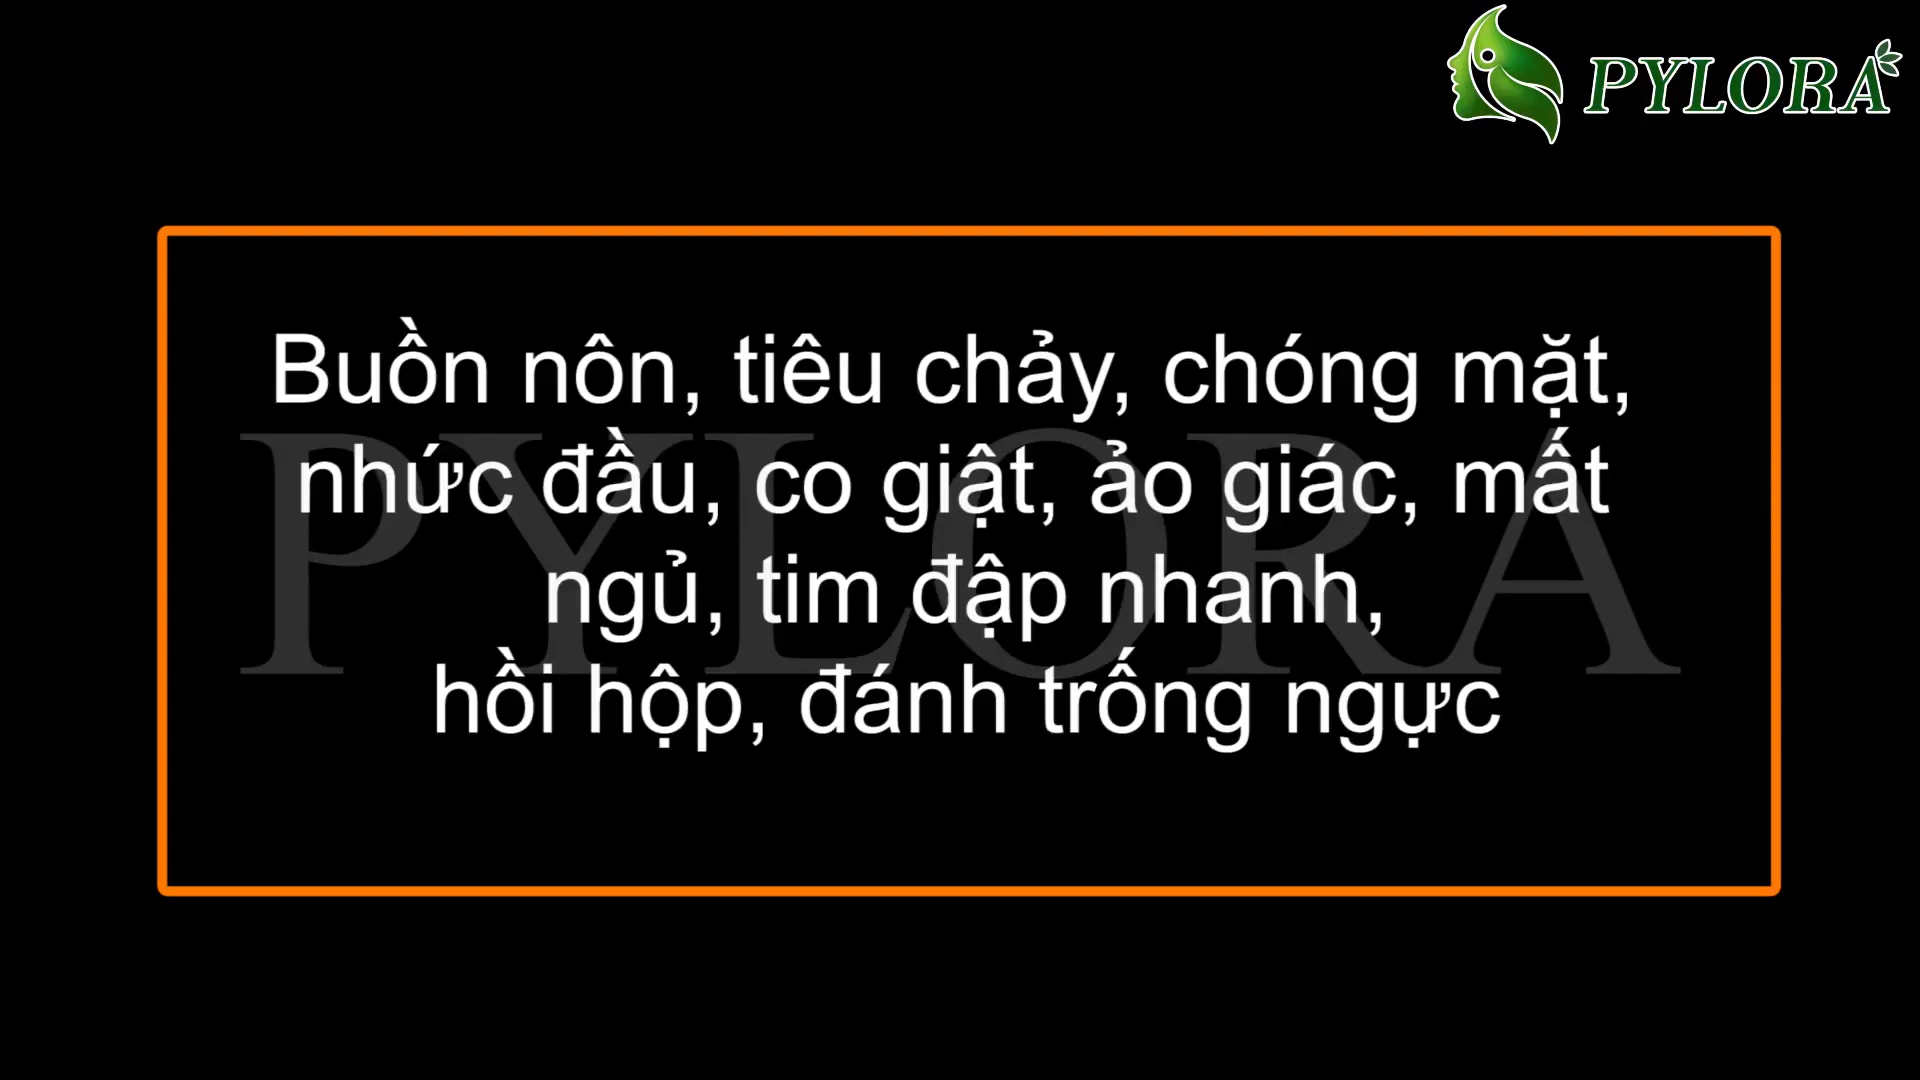 PYLORA
Buồn nôn, tiêu chảy, chóng mặt,
nhức đầu, co giật, ảo giác, mất
ngủ, tim đập nhanh,
hồi hộp, đánh trống ngực
PYLORA